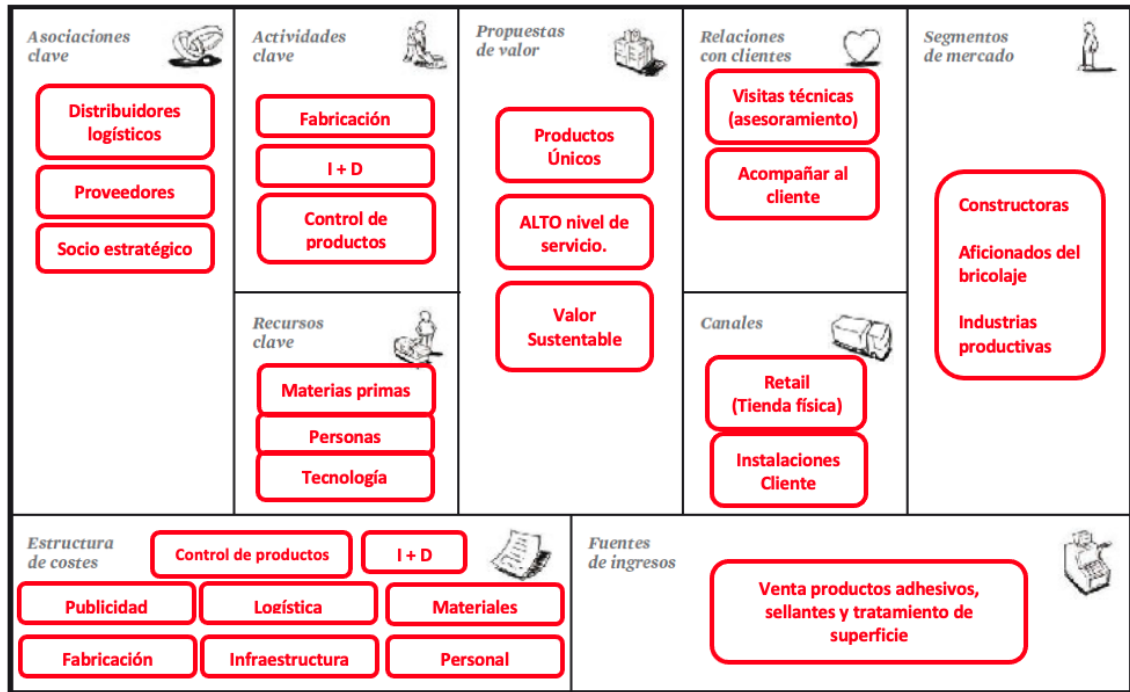 Asociaciones
clave
Distribuidores
logísticos
Proveedores
Socio estratégico
Actividades
clave
Fabricación
I + D
Control de
productos
Recursos
clave
Materias primas
Personas
Tecnología
Propuestas
de valor
Productos
Únicos
ALTO nivel de
servicio.
Valor
Sustentable
Relaciones
con clientes
Visitas técnicas
(asesoramiento)
Acompañar al
cliente
Canales
Retail
(Tienda física)
Instalaciones
Cliente
Segmentos
de mercado
Constructoras
Aficionados del
bricolaje
Industrias
productivas
Estructura
de costes
Control de productos
I + D
Publicidad
Logística
Materiales
Fabricación
Infraestructura
Personal
Fuentes
de ingresos
Venta productos adhesivos,
sellantes y tratamiento de
superficie